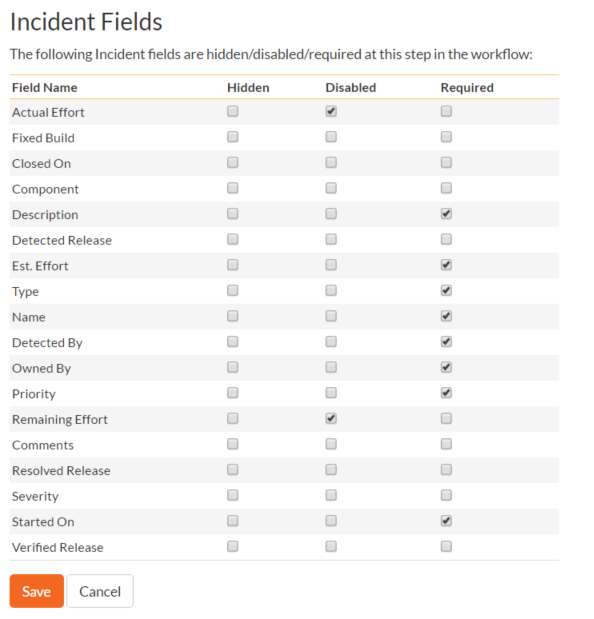 Incident Fields
The following Incident fields are hidden/disabled/required at this step in the workflow:
Field Name Hidden Disabled Required
Actual Effort
Fixed Build
Closed On
Component
Description
Detected Release
Est. Effort
Type
Name
Detected By
Owned By
Priority
Remaining Effort
Comments
Resolved Release
Severity
Started On
Verified Release
Save Cancel